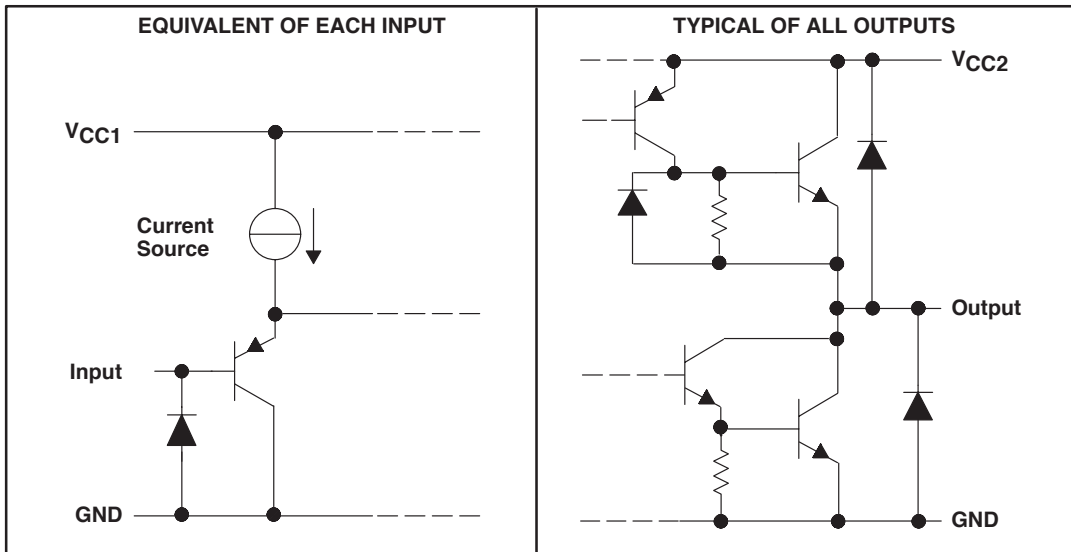 EQUIVALENT OF EACH INPUT
VCC1
Current
Source
Input
GND
TYPICAL OF ALL OUTPUTS
VCC2
Output
GND